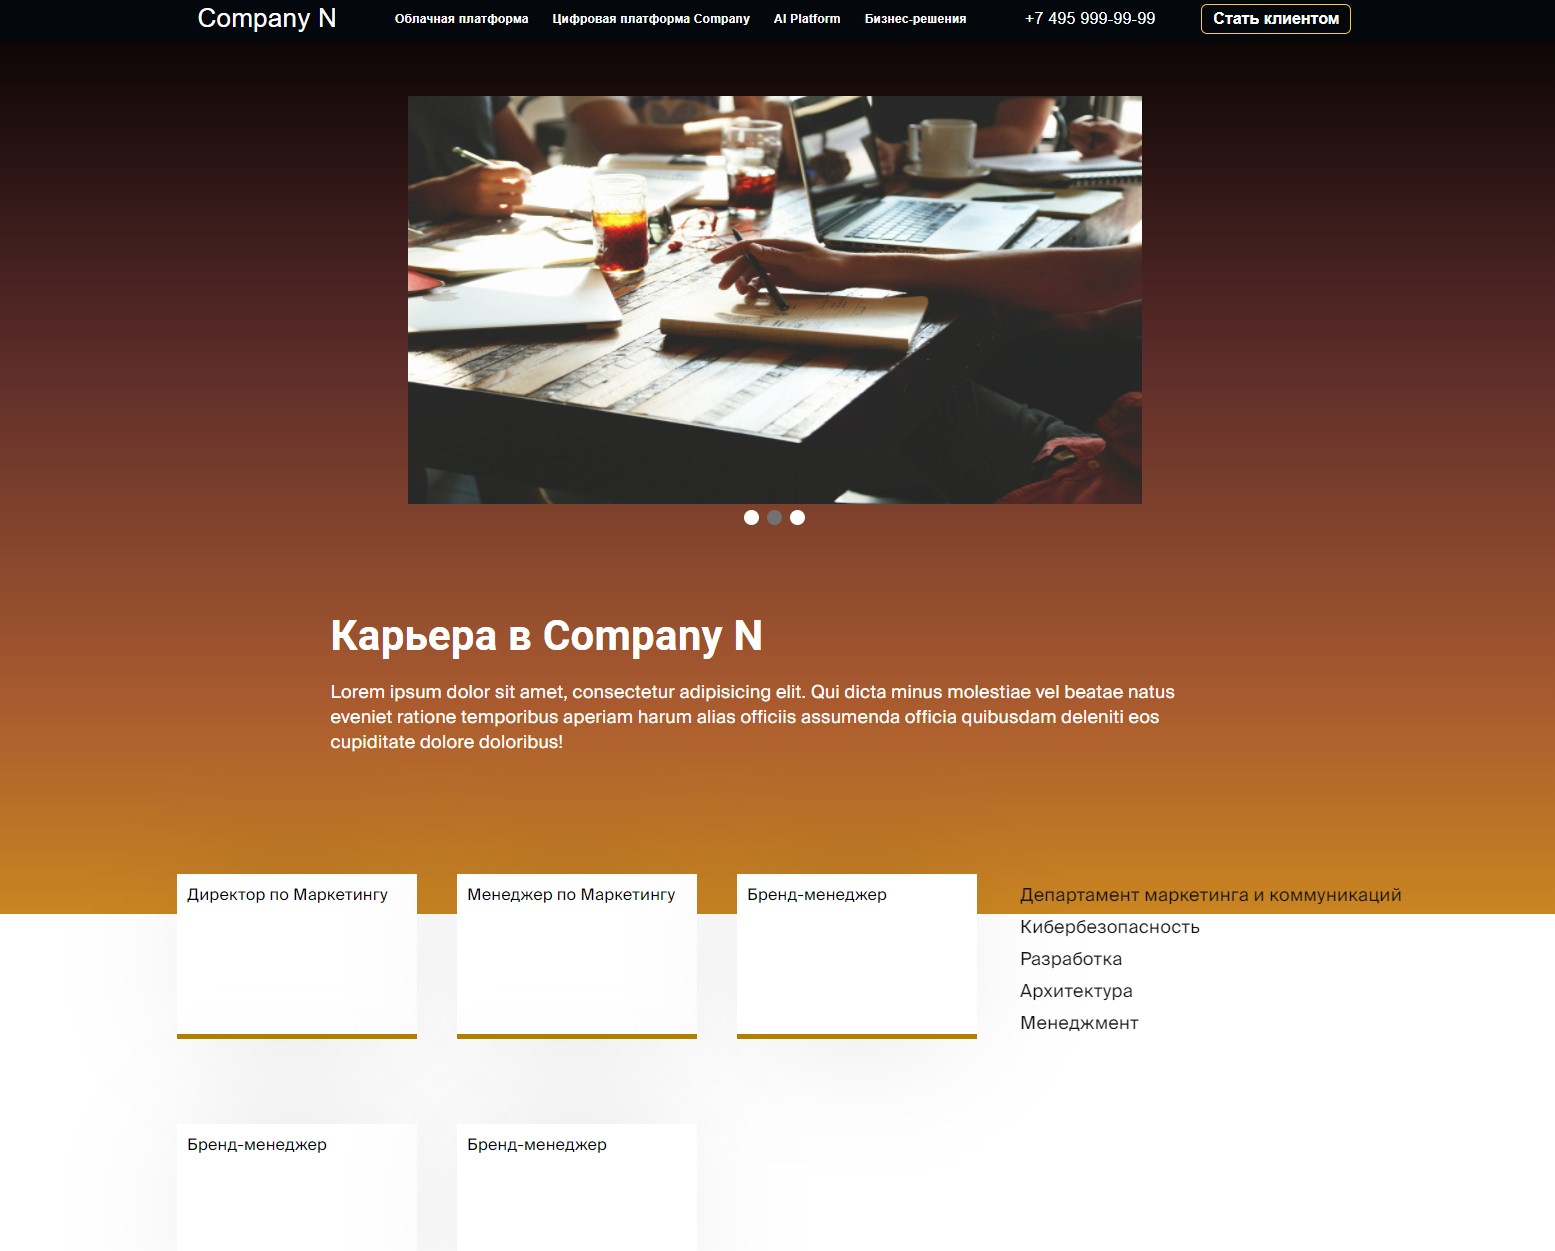 Company N
Облачная платформа
Цифровая платформа Company
AI Platform
Бизнес-решения
+7 495 999-99-99
Стать клиентом
Карьера в Company N
Lorem ipsum dolor sit amet, consectetur adipisicing elit. Qui dicta minus molestiae vel beatae natus
eveniet ratione temporibus aperiam harum alias officiis assumenda officia quibusdam deleniti eos
cupiditate dolore doloribus!
Директор по Маркетингу
Менеджер по Маркетингу
Бренд-менеджер
Департамент маркетинга и коммуникаций
Кибербезопасность
Разработка
Архитектура
Менеджмент
Бренд-менеджер
Бренд-менеджер